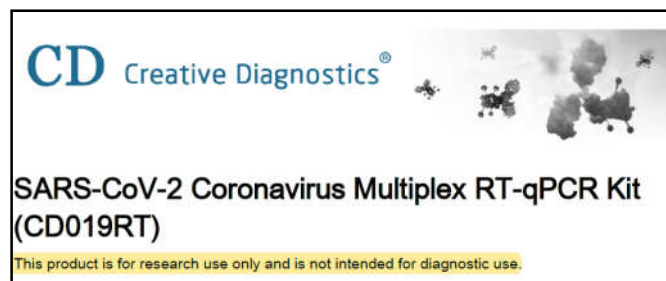 CD Creative Diagnostics®
SARS-CoV-2 Coronavirus Multiplex RT-qPCR Kit
(CD019RT)
This product is for research use only and is not intended for diagnostic use.